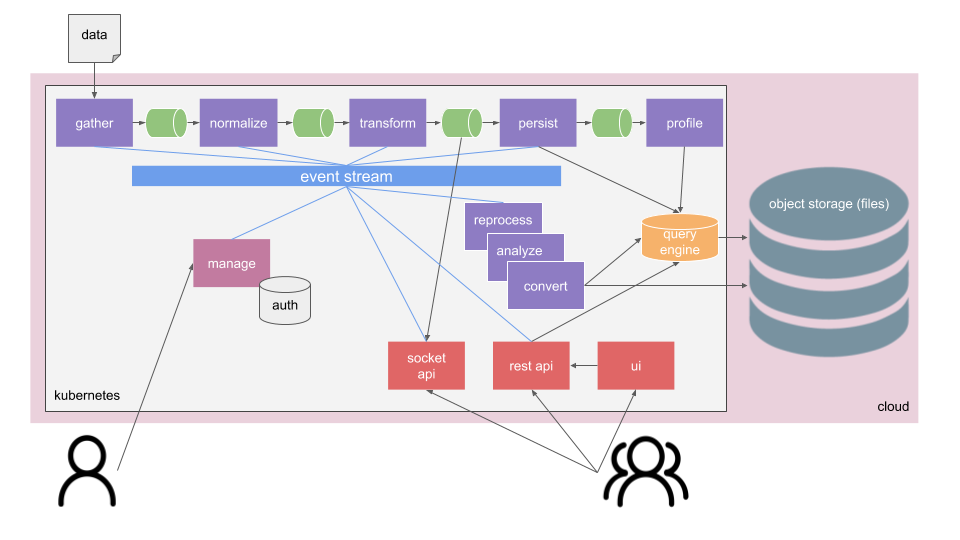 data
gather
normalize
transform
persist
profile
event stream
reprocess
analyze
convert
query
engine
object storage (files)
manage
auth
socket
api
rest api
ui
kubernetes
cloud